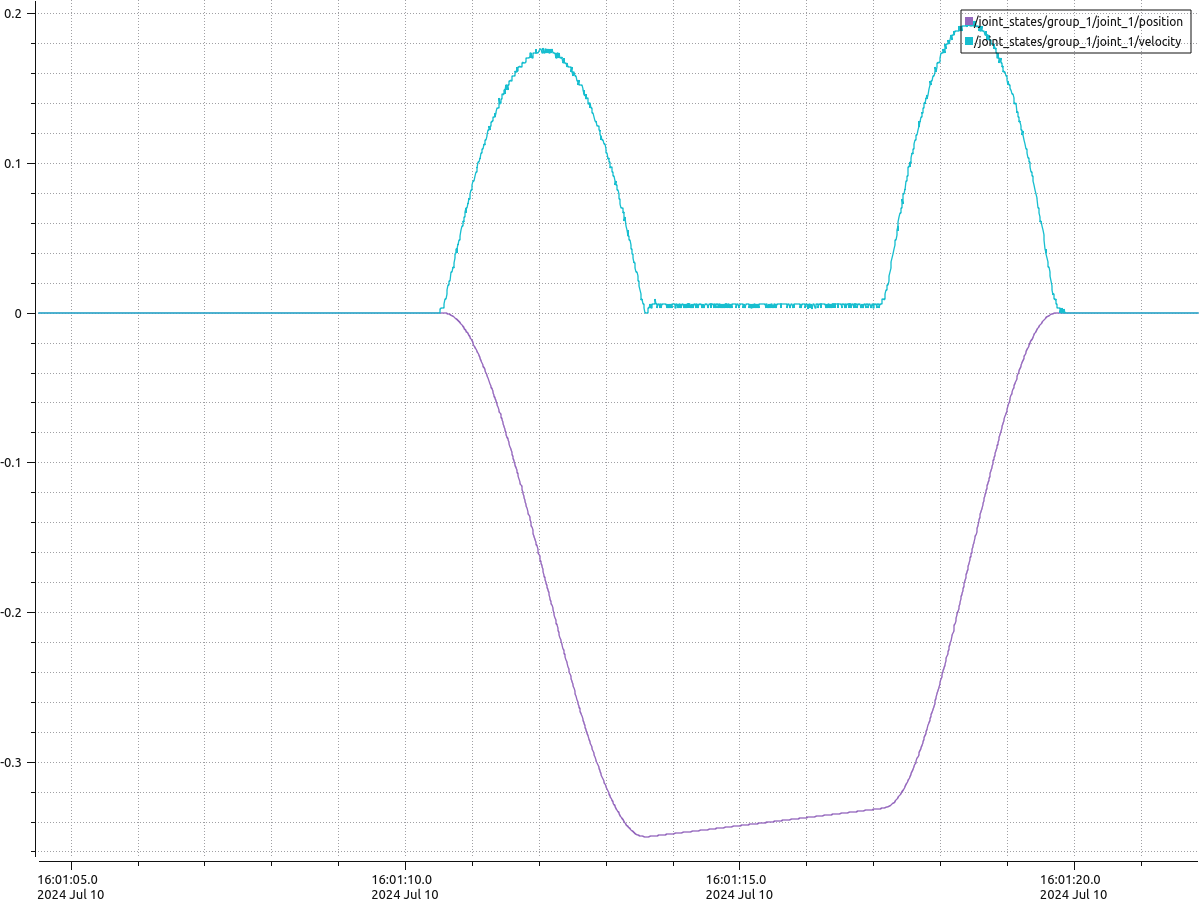 0.2
/joint_states/group_1/joint_1/position
/joint_states/group_1/joint_1/velocity
0.1
0
-0.1
-0.2
-0.3
16:01:05.0
2024 Jul 10
16:01:10.0
2024 Jul 10
16:01:15.0
2024 Jul 10
16:01:20.0
2024 Jul 10